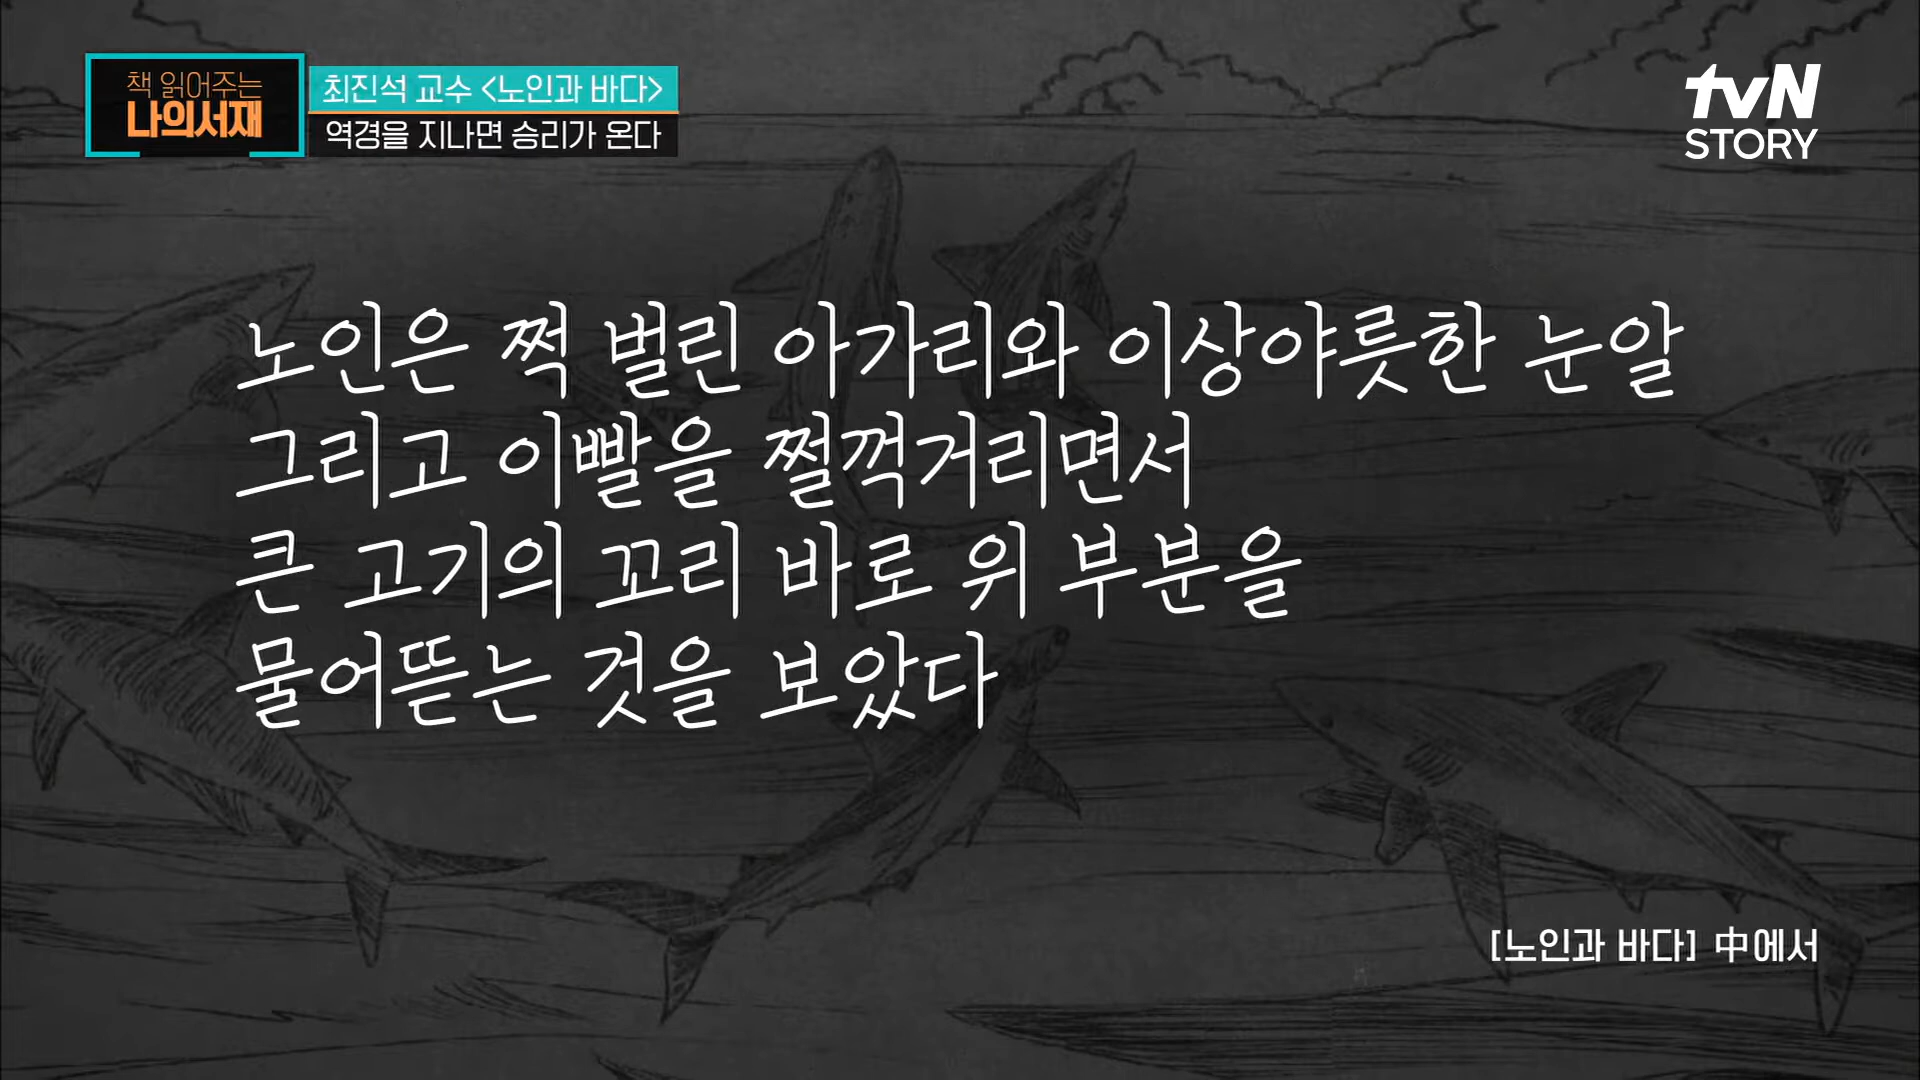 책 읽어주는
나의서재
최진석 교수 <노인과 바다>
역경을 지나면 승리가 온다
tvN
STORY
노인은 쩍 벌린 아가리와 이상야릇한 눈알
그리고 이빨을 쩔꺽거리면서
큰 고기의 꼬리 바로 위 부분을
물어뜯는 것을 보았다
[노인과 바다] 中에서